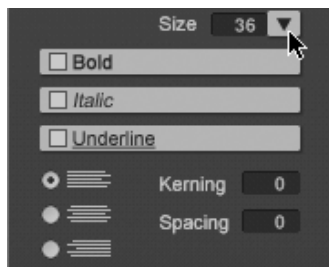 Size 36
Bold
Italic
Underline
Kerning 0
Spacing 0